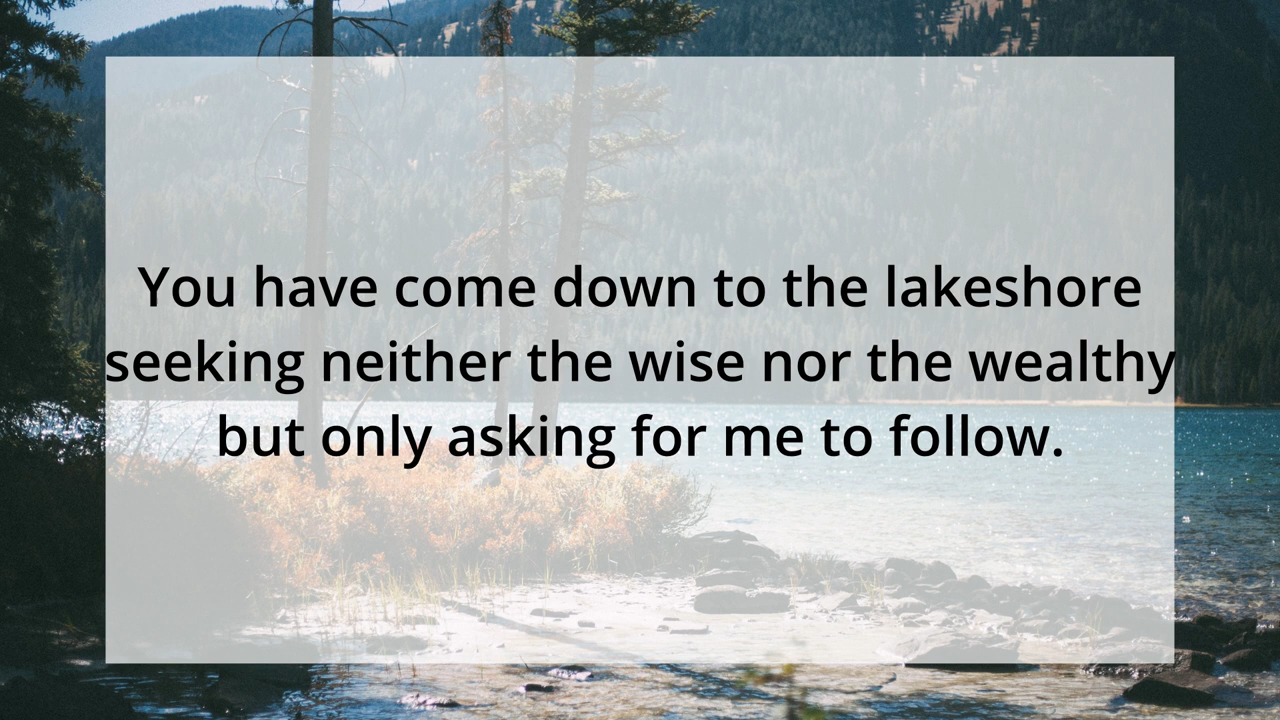 You have come down to the lakeshore
seeking neither the wise nor the wealthy
but only asking for me to follow.